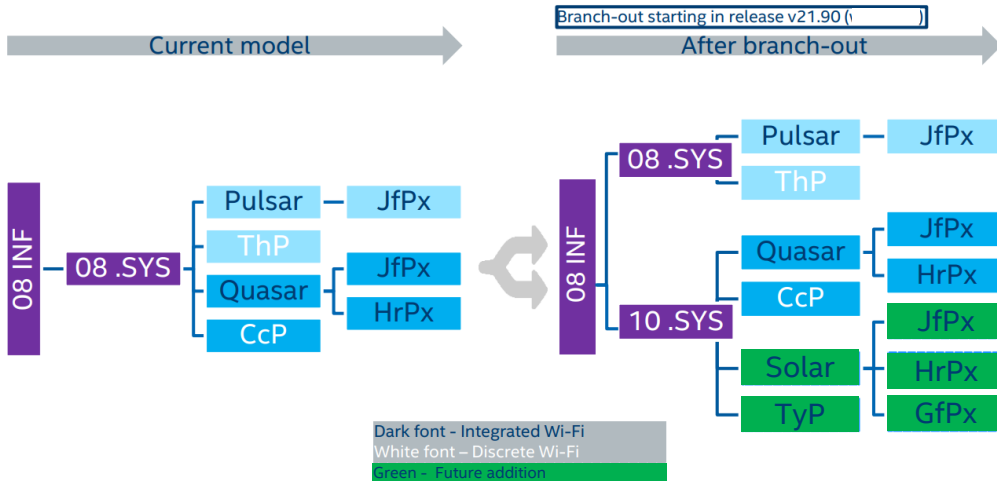 Branch-out starting in release v21.90 ( )
Current model
After branch-out
08 INF
08 .SYS
Pulsar
JfPx
ThP
Quasar
JfPx
HrPx
CcP
08 INF
08 .SYS
Pulsar
JfPx
ThP
10 .SYS
Quasar
JfPx
HrPx
CcP
Solar
JfPx
HrPx
GfPx
TyP
Dark font - Integrated Wi-Fi
White font – Discrete Wi-Fi
Green - Future addition